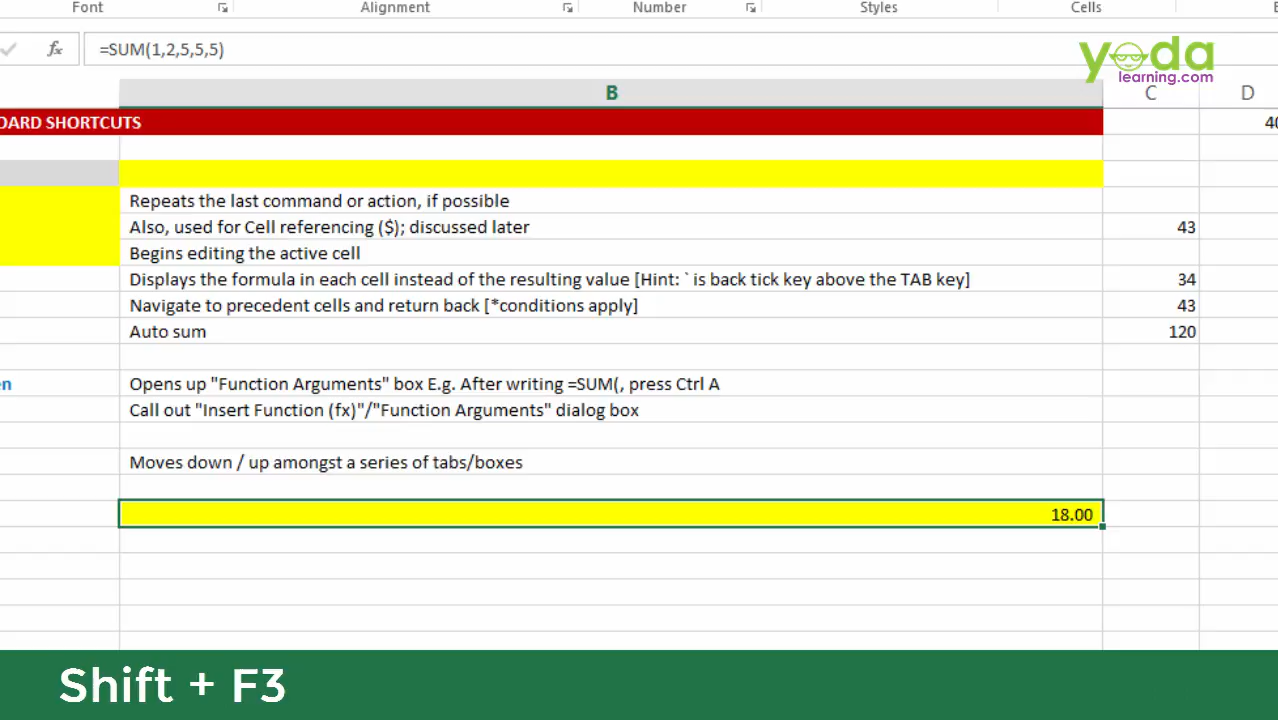 Font Alignment Number Styles Cells
fx =SUM(1,2,5,5,5)
yoda
learning.com
B C D
OARD SHORTCUTS 40
Repeats the last command or action, if possible
Also, used for Cell referencing ($); discussed later 43
Begins editing the active cell
Displays the formula in each cell instead of the resulting value [Hint: ` is back tick key above the TAB key] 34
Navigate to precedent cells and return back [*conditions apply] 43
Auto sum 120
en Opens up "Function Arguments" box E.g. After writing =SUM(, press Ctrl A
Call out "Insert Function (fx)"/"Function Arguments" dialog box
Moves down / up amongst a series of tabs/boxes
18.00
Shift + F3